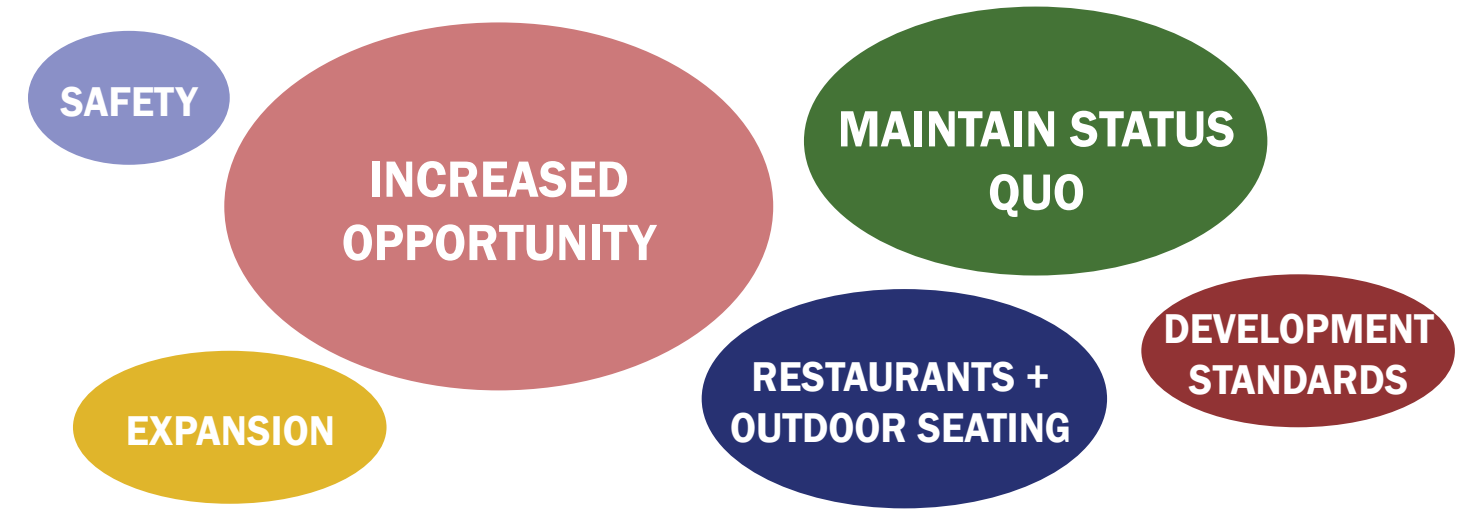 SAFETY
INCREASED
OPPORTUNITY
MAINTAIN STATUS
QUO
EXPANSION
RESTAURANTS +
OUTDOOR SEATING
DEVELOPMENT
STANDARDS